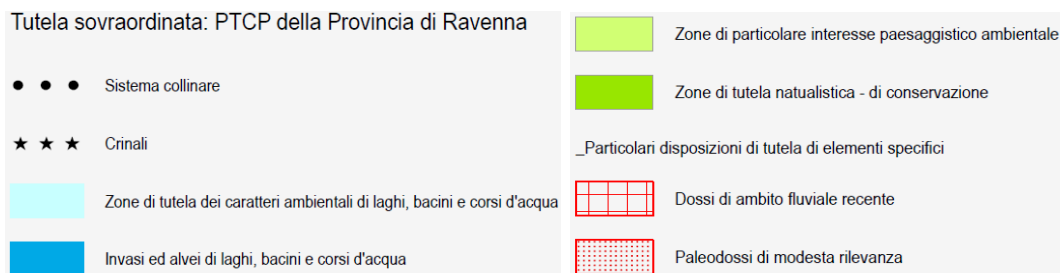 Tutela sovraordinata: PTCP della Provincia di Ravenna
Sistema collinare
Crinali
Zone di tutela dei caratteri ambientali di laghi, bacini e corsi d'acqua
Invasi ed alvei di laghi, bacini e corsi d'acqua
Zone di particolare interesse paesaggistico ambientale
Zone di tutela natualistica - di conservazione
_Particolari disposizioni di tutela di elementi specifici
Dossi di ambito fluviale recente
Paleodossi di modesta rilevanza